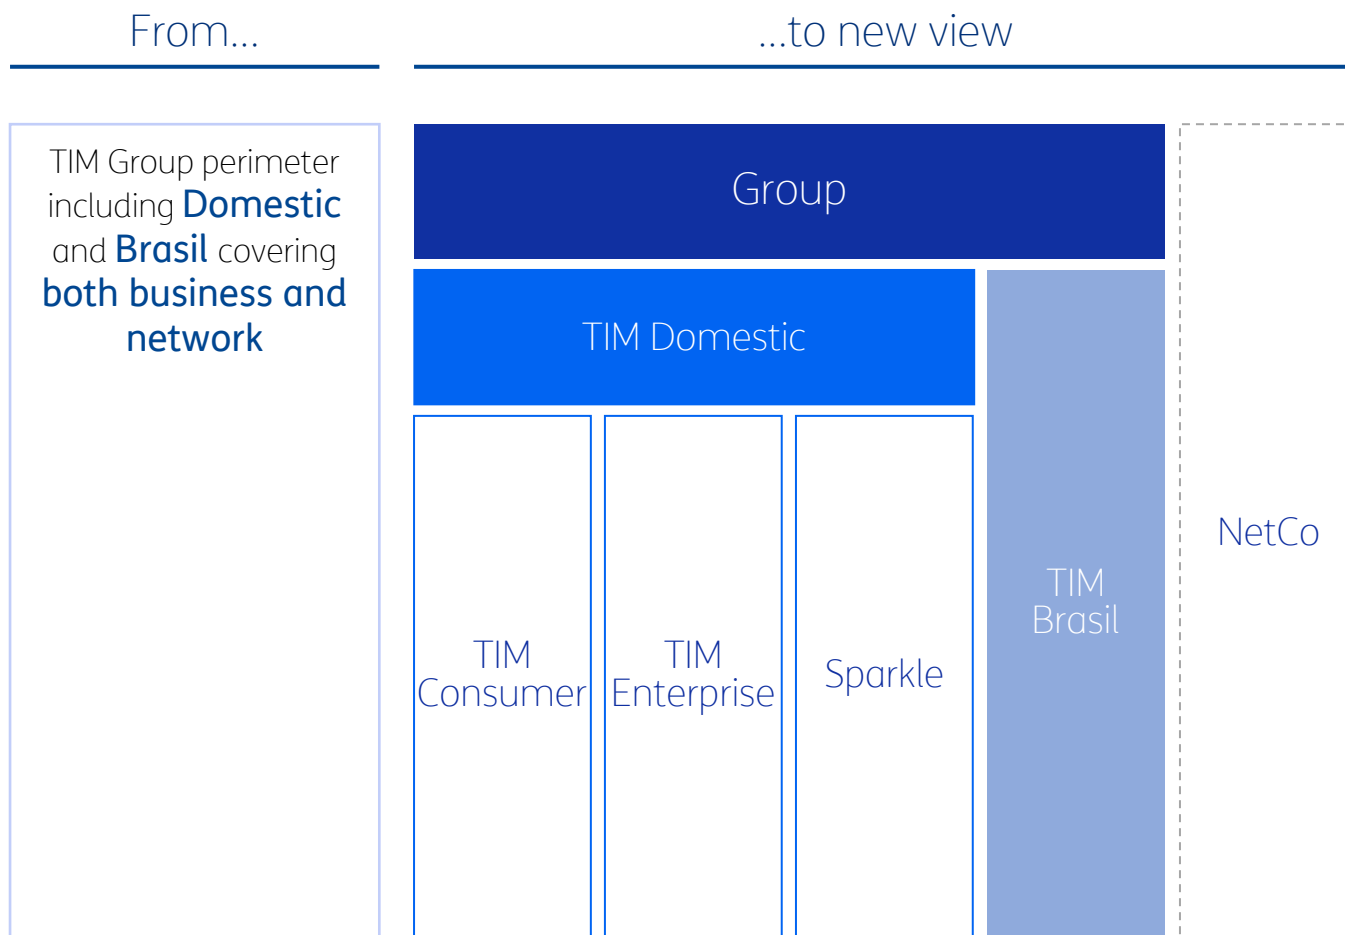 From...
...to new view
TIM Group perimeter
including Domestic
and Brasil covering
both business and
network
Group
TIM Domestic
TIM
Consumer
TIM
Enterprise
Sparkle
TIM
Brasil
NetCo